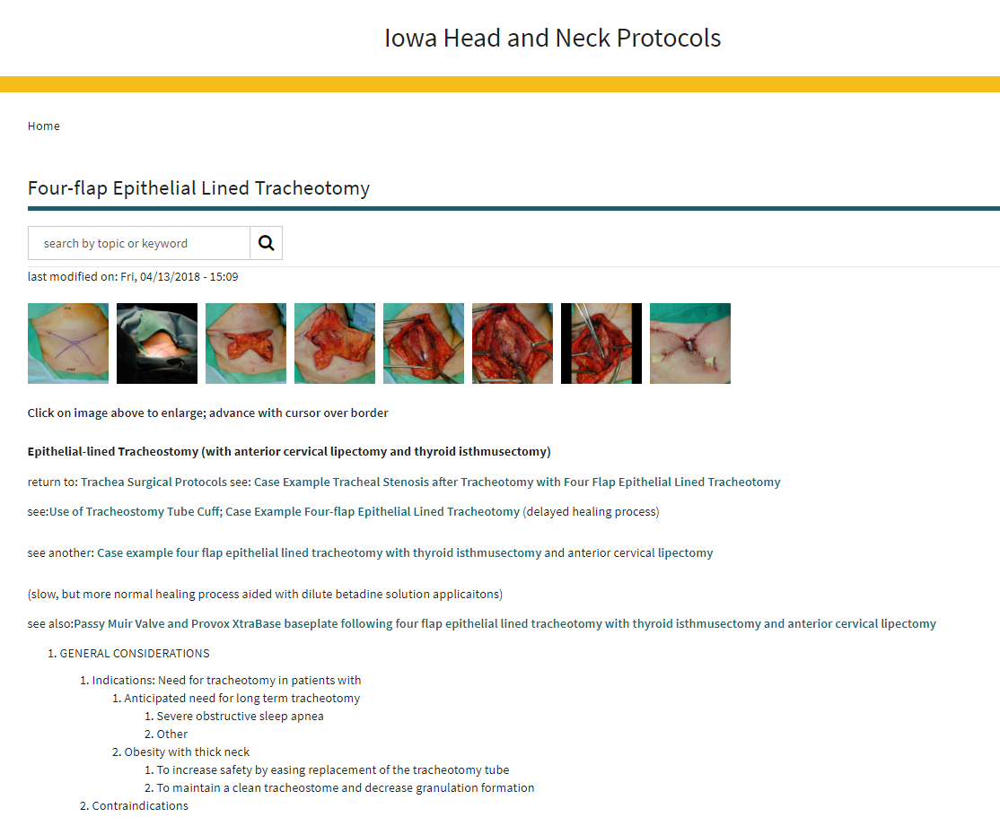 Iowa Head and Neck Protocols
Home
Four-flap Epithelial Lined Tracheotomy
search by topic or keyword
last modified on: Fri, 04/13/2018 - 15:09
Click on image above to enlarge; advance with cursor over border
Epithelial-lined Tracheostomy (with anterior cervical lipectomy and thyroid isthmusectomy)
return to: Trachea Surgical Protocols see: Case Example Tracheal Stenosis after Tracheotomy with Four Flap Epithelial Lined Tracheotomy
see:Use of Tracheostomy Tube Cuff; Case Example Four-flap Epithelial Lined Tracheotomy (delayed healing process)
see another: Case example four flap epithelial lined tracheotomy with thyroid isthmusectomy and anterior cervical lipectomy
(slow, but more normal healing process aided with dilute betadine solution applicaitons)
see also:Passy Muir Valve and Provox XtraBase baseplate following four flap epithelial lined tracheotomy with thyroid isthmusectomy and anterior cervical lipectomy
1. GENERAL CONSIDERATIONS
1. Indications: Need for tracheotomy in patients with
1. Anticipated need for long term tracheotomy
1. Severe obstructive sleep apnea
2. Other
2. Obesity with thick neck
1. To increase safety by easing replacement of the tracheotomy tube
2. To maintain a clean tracheostome and decrease granulation formation
2. Contraindications